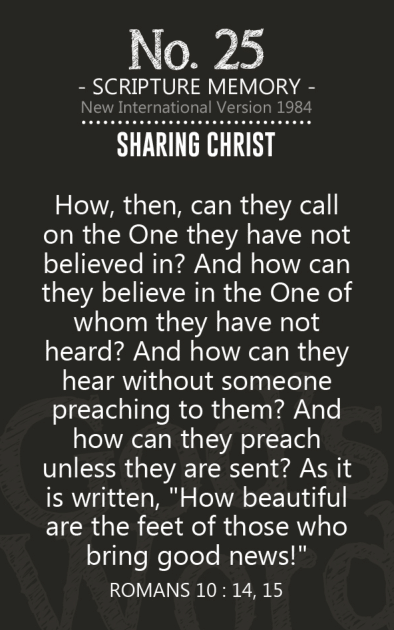 No. 25
- SCRIPTURE MEMORY -
New International Version 1984
SHARING CHRIST
How, then, can they call
on the One they have not
believed in? And how can
they believe in the One of
whom they have not
heard? And how can they
hear without someone
preaching to them? And
how can they preach
unless they are sent? As it
is written, "How beautiful
are the feet of those who
bring good news!"
ROMANS 10 : 14, 15
God's
Word